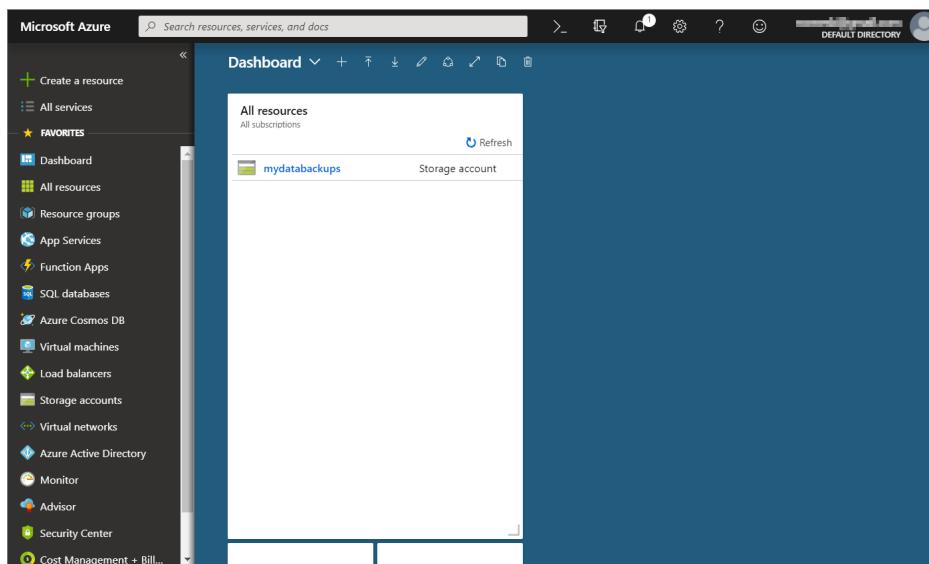 Microsoft Azure
Search resources, services, and docs
>_
1
?
DEFAULT DIRECTORY
«
Create a resource
All services
FAVORITES
Dashboard
All resources
Resource groups
App Services
Function Apps
SQL databases
Azure Cosmos DB
Virtual machines
Load balancers
Storage accounts
Virtual networks
Azure Active Directory
Monitor
Advisor
Security Center
Cost Management + Bill...
Dashboard
All resources
All subscriptions
Refresh
mydatabackups Storage account